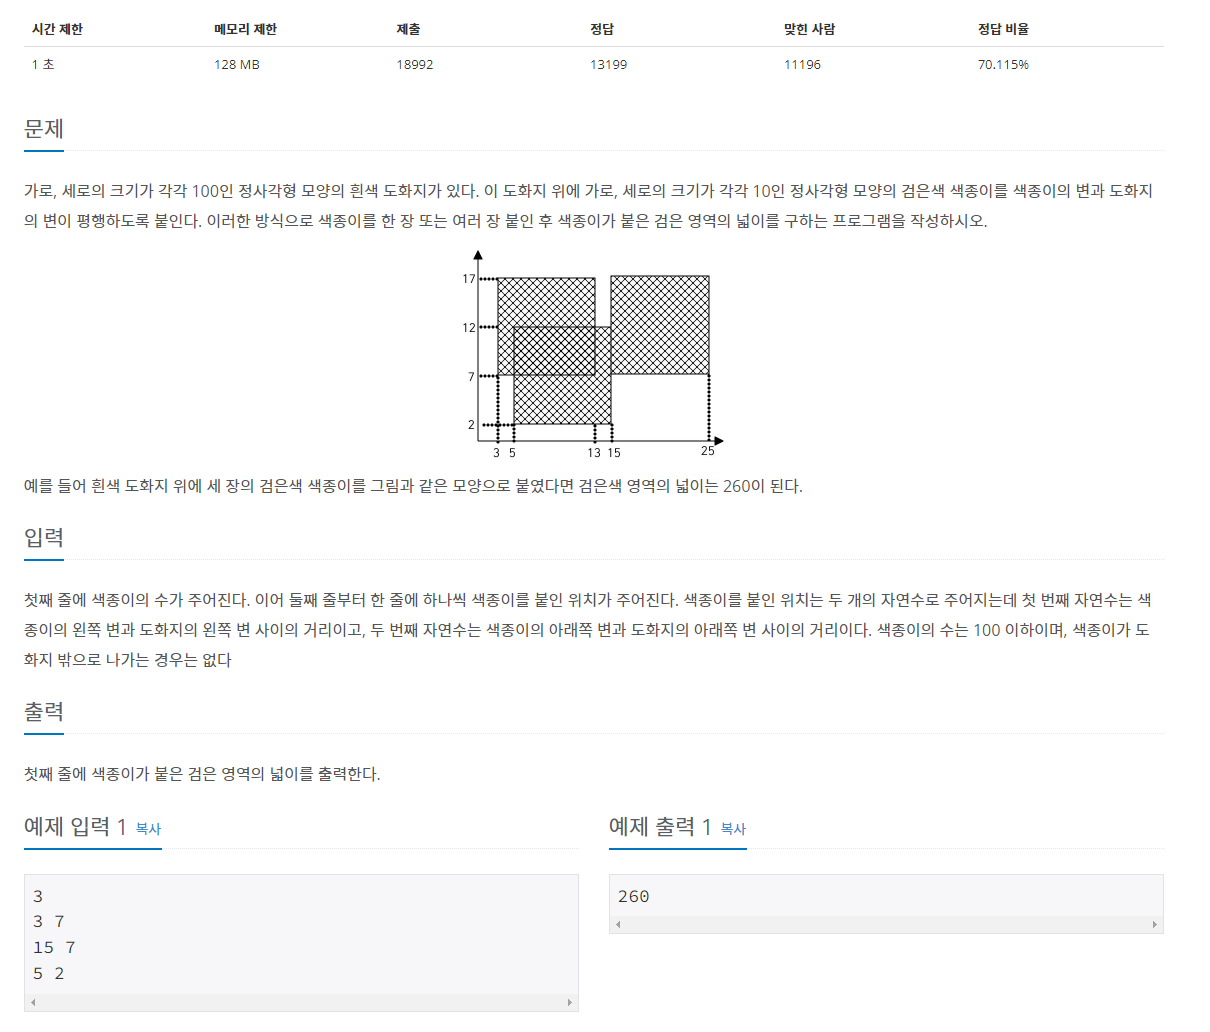 시간 제한 메모리 제한 제출 정답 맞힌 사람 정답 비율
1 초 128 MB 18992 13199 11196 70.115%
문제
가로, 세로의 크기가 각각 100인 정사각형 모양의 흰색 도화지가 있다. 이 도화지 위에 가로, 세로의 크기가 각각 10인 정사각형 모양의 검은색 색종이를 색종이의 변과 도화지
의 변이 평행하도록 붙인다. 이러한 방식으로 색종이를 한 장 또는 여러 장 붙인 후 색종이가 붙은 검은 영역의 넓이를 구하는 프로그램을 작성하시오.
17
12
7
2
3 5 13 15 25
예를 들어 흰색 도화지 위에 세 장의 검은색 색종이를 그림과 같은 모양으로 붙였다면 검은색 영역의 넓이는 260이 된다.
입력
첫째 줄에 색종이의 수가 주어진다. 이어 둘째 줄부터 한 줄에 하나씩 색종이를 붙인 위치가 주어진다. 색종이를 붙인 위치는 두 개의 자연수로 주어지는데 첫 번째 자연수는 색
종이의 왼쪽 변과 도화지의 왼쪽 변 사이의 거리이고, 두 번째 자연수는 색종이의 아래쪽 변과 도화지의 아래쪽 변 사이의 거리이다. 색종이의 수는 100 이하이며, 색종이가 도
화지 밖으로 나가는 경우는 없다
출력
첫째 줄에 색종이가 붙은 검은 영역의 넓이를 출력한다.
예제 입력 1 복사
3
3 7
15 7
5 2
예제 출력 1 복사
260